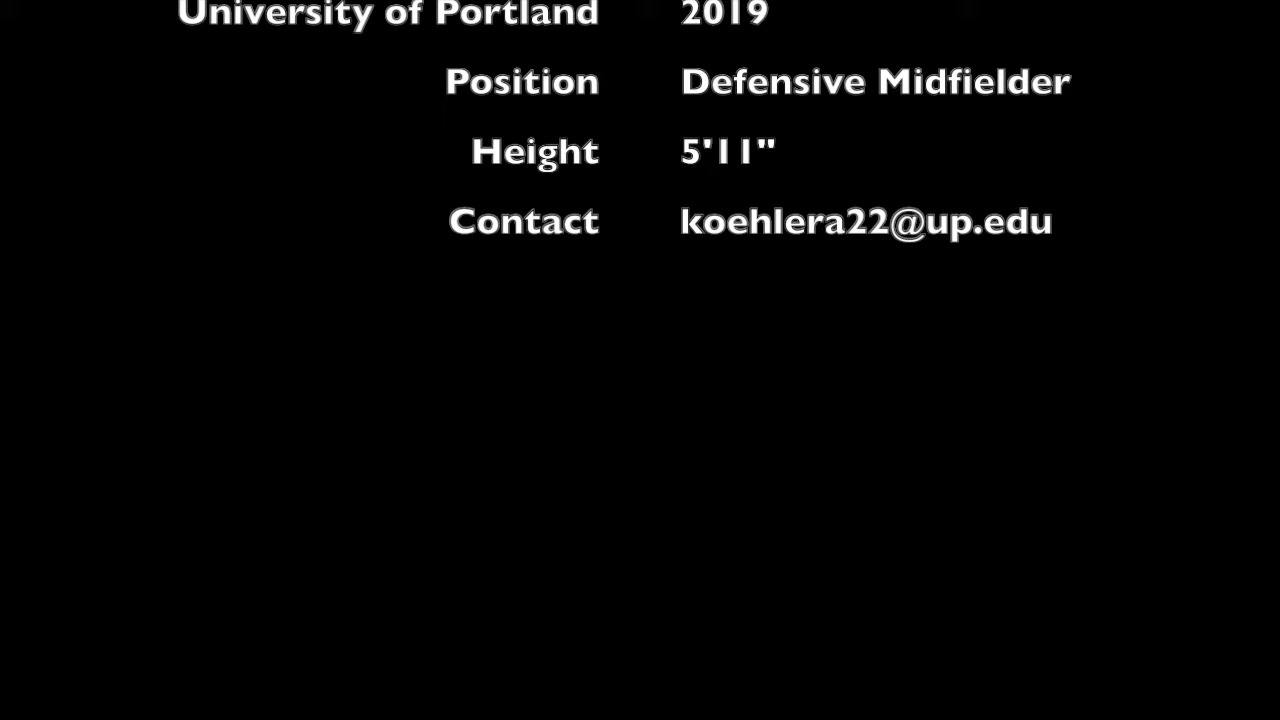 University of Portland 2019
Position Defensive Midfielder
Height 5'11"
Contact koehlera22@up.edu